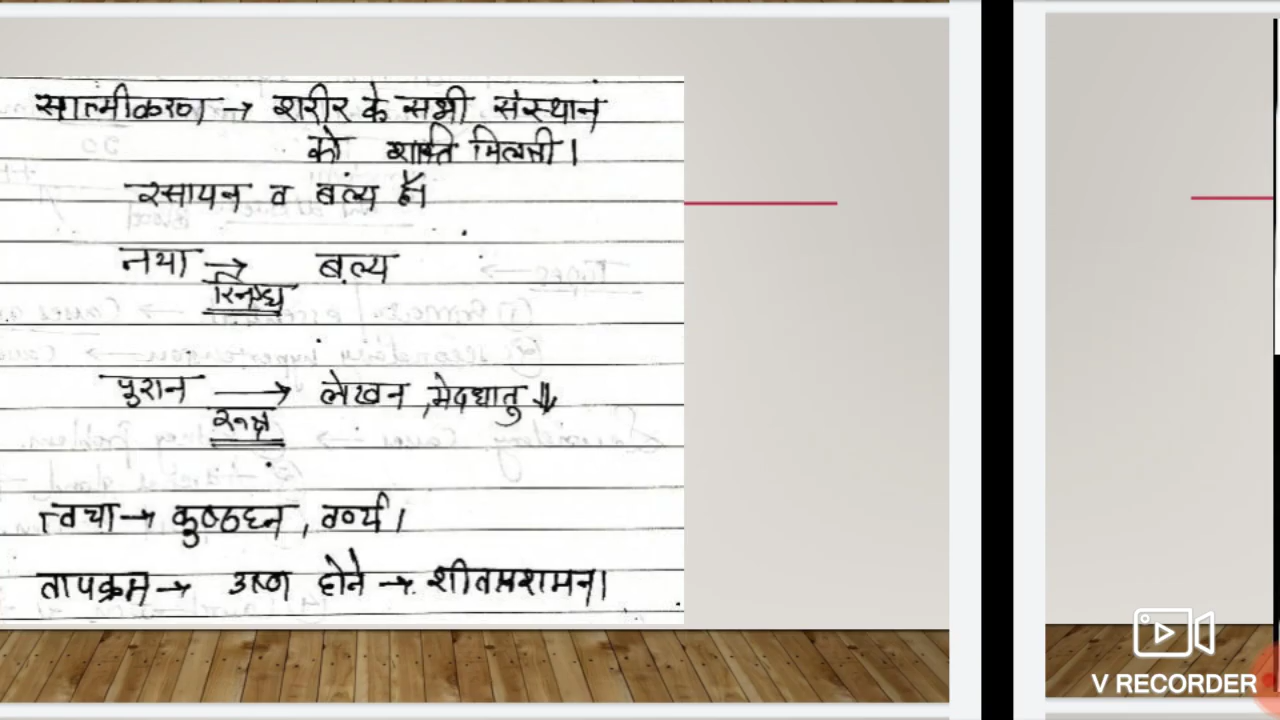 सात्मीकरण → शरीर के सभी संस्थान
को शक्ति मिलती।
रसायन व बल्य है।
नया → बल्य
स्निग्ध
पुरान → लेखन, मेदधातु ↓
रूक्ष
त्वचा → कुष्ठघ्न, वर्ण्य।
तापक्रम → उष्ण होने → शीतप्रशमन।
V RECORDER